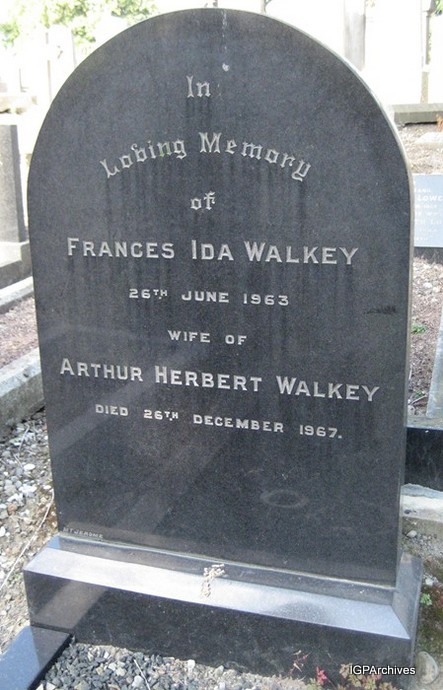 In
Loving Memory
of
FRANCES IDA WALKEY
26TH JUNE 1963
WIFE OF
ARTHUR HERBERT WALKEY
DIED 26TH DECEMBER 1967.
IGPArchives